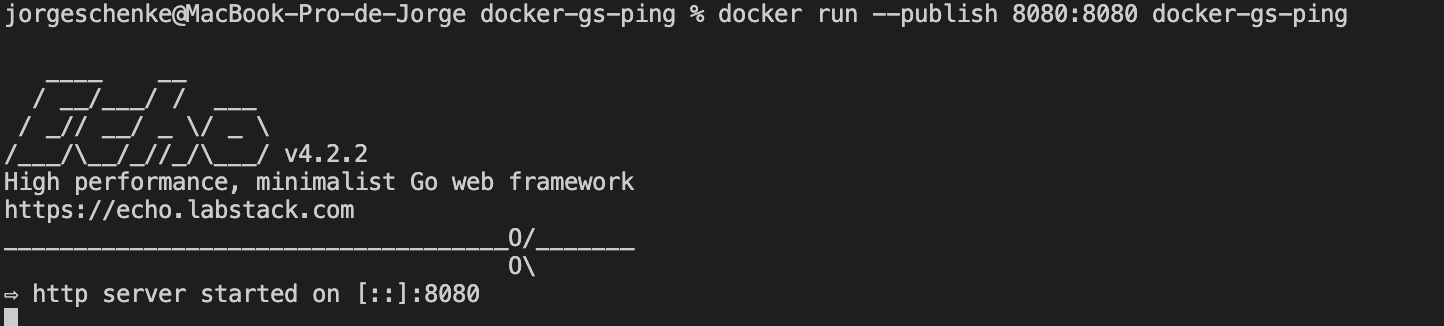 jorgeschenke@MacBook-Pro-de-Jorge docker-gs-ping % docker run --publish 8080:8080 docker-gs-ping
   ____    __
  / __/___/ /  ___
 / _// __/ _ \/ _ \
/___/\__/_//_/\___/ v4.2.2
High performance, minimalist Go web framework
https://echo.labstack.com
____________________________________O/_______
                                    O\
⇨ http server started on [::]:8080